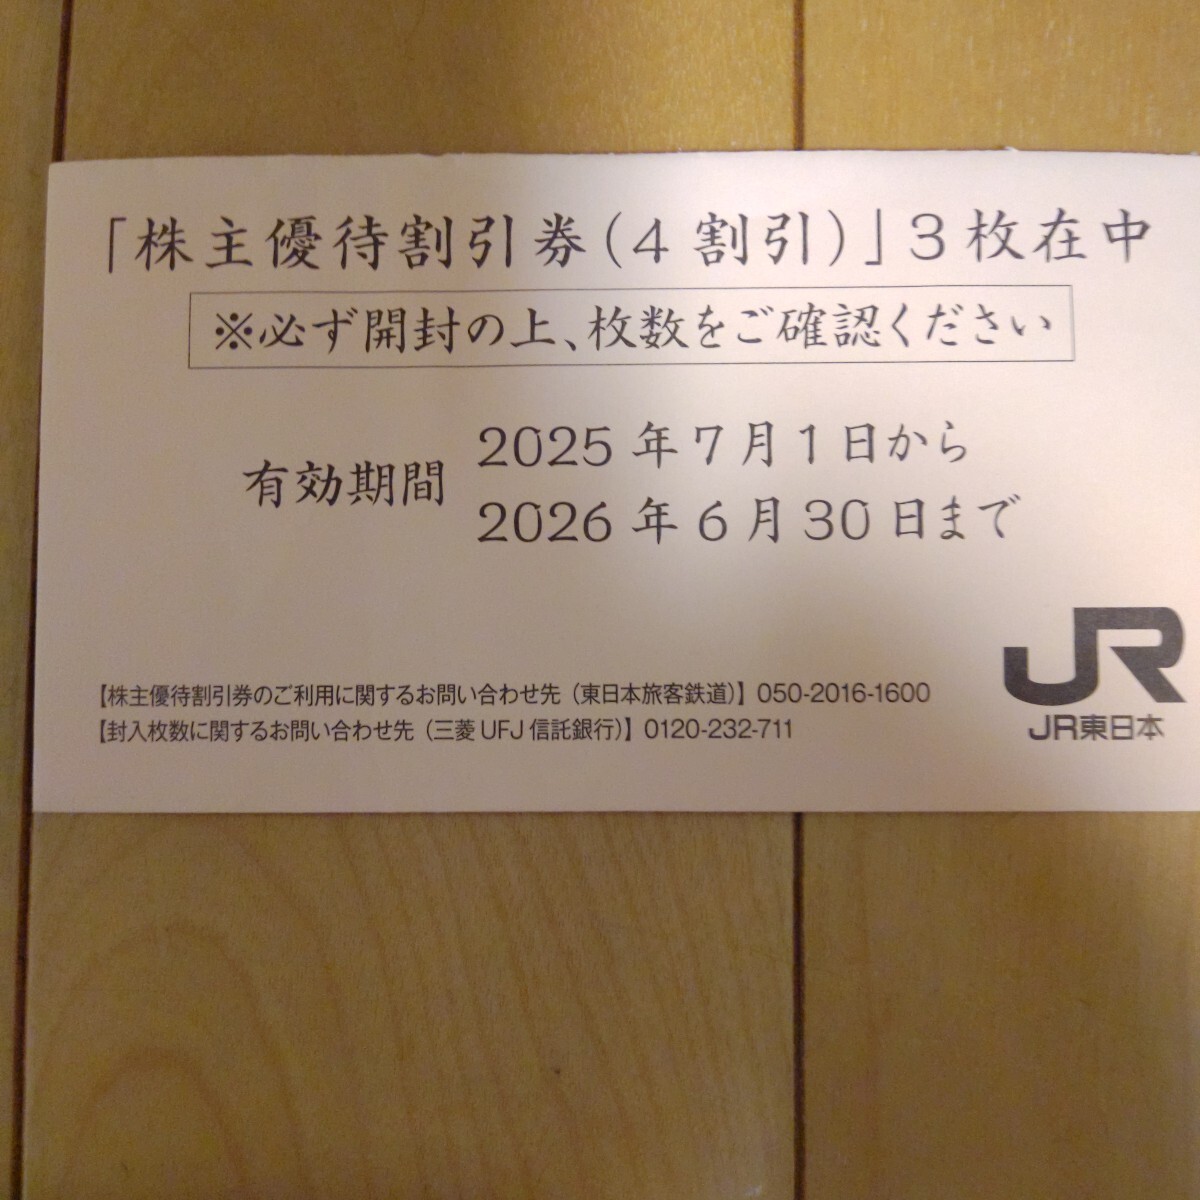 「株主優待割引券(4割引)」3枚在中
※必ず開封の上、枚数をご確認ください
有効期間
2025年7月1日から
2026年6月30日まで
【株主優待割引券のご利用に関するお問い合わせ先(東日本旅客鉄道)】050-2016-1600
【封入枚数に関するお問い合わせ先(三菱UFJ信託銀行)】0120-232-711
JR
JR東日本